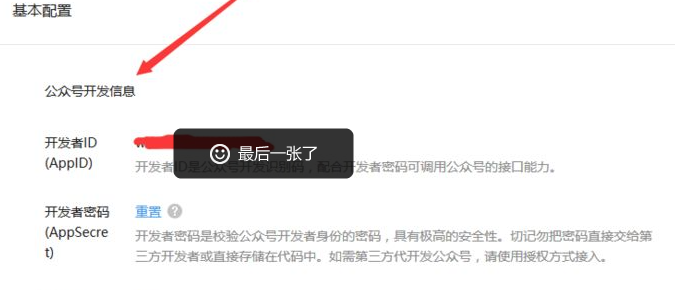 基本配置
公众号开发信息
开发者ID
(AppID)
最后一张了
开发者ID是公众号开发识别码，配合开发者密码可调用公众号的接口能力。
开发者密码
(AppSecre
t)
重置 ?
开发者密码是校验公众号开发者身份的密码，具有极高的安全性。切记勿把密码直接交给第
三方开发者或直接存储在代码中。如需第三方代开发公众号，请使用授权方式接入。